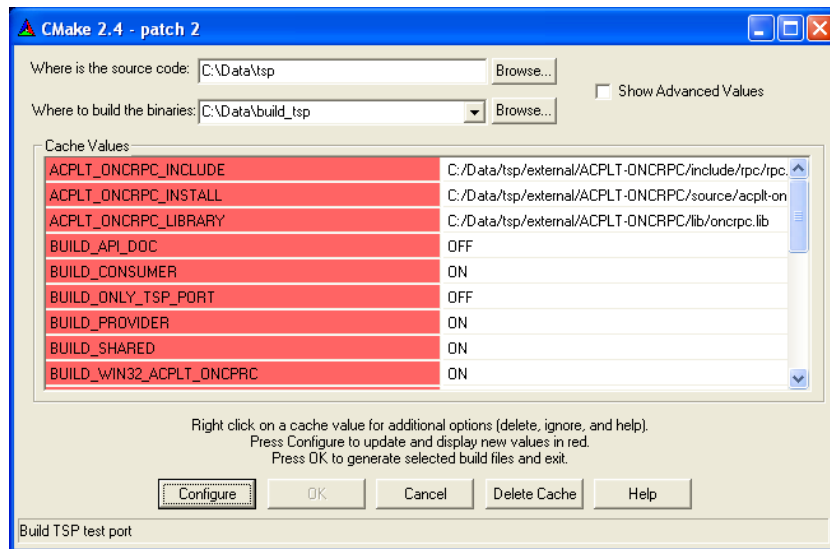 CMake 2.4 - patch 2
Where is the source code: C:\Data\tsp Browse...
Show Advanced Values
Where to build the binaries: C:\Data\build_tsp Browse...
Cache Values
ACPLT_ONCRPC_INCLUDE C:/Data/tsp/external/ACPLT-ONCRPC/include/rpc/rpc.
ACPLT_ONCRPC_INSTALL C:/Data/tsp/external/ACPLT-ONCRPC/source/acplt-on
ACPLT_ONCRPC_LIBRARY C:/Data/tsp/external/ACPLT-ONCRPC/lib/oncrpc.lib
BUILD_API_DOC OFF
BUILD_CONSUMER ON
BUILD_ONLY_TSP_PORT OFF
BUILD_PROVIDER ON
BUILD_SHARED ON
BUILD_WIN32_ACPLT_ONCPRC ON
Right click on a cache value for additional options (delete, ignore, and help).
Press Configure to update and display new values in red.
Press OK to generate selected build files and exit.
Configure OK Cancel Delete Cache Help
Build TSP test port